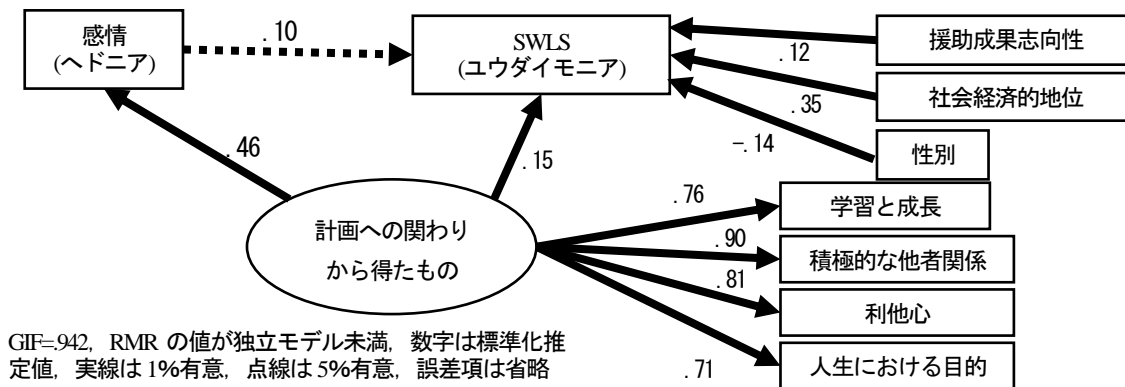 感情
(ヘドニア)
.10
SWLS
(ユウダイモニア)
援助成果志向性
.12
社会経済的地位
.35
-.14
性別
.46
.15
計画への関わり
から得たもの
.76
学習と成長
.90
積極的な他者関係
.81
利他心
.71
人生における目的
GIF=.942, RMR の値が独立モデル未満, 数字は標準化推
定値, 実線は 1%有意, 点線は 5%有意, 誤差項は省略